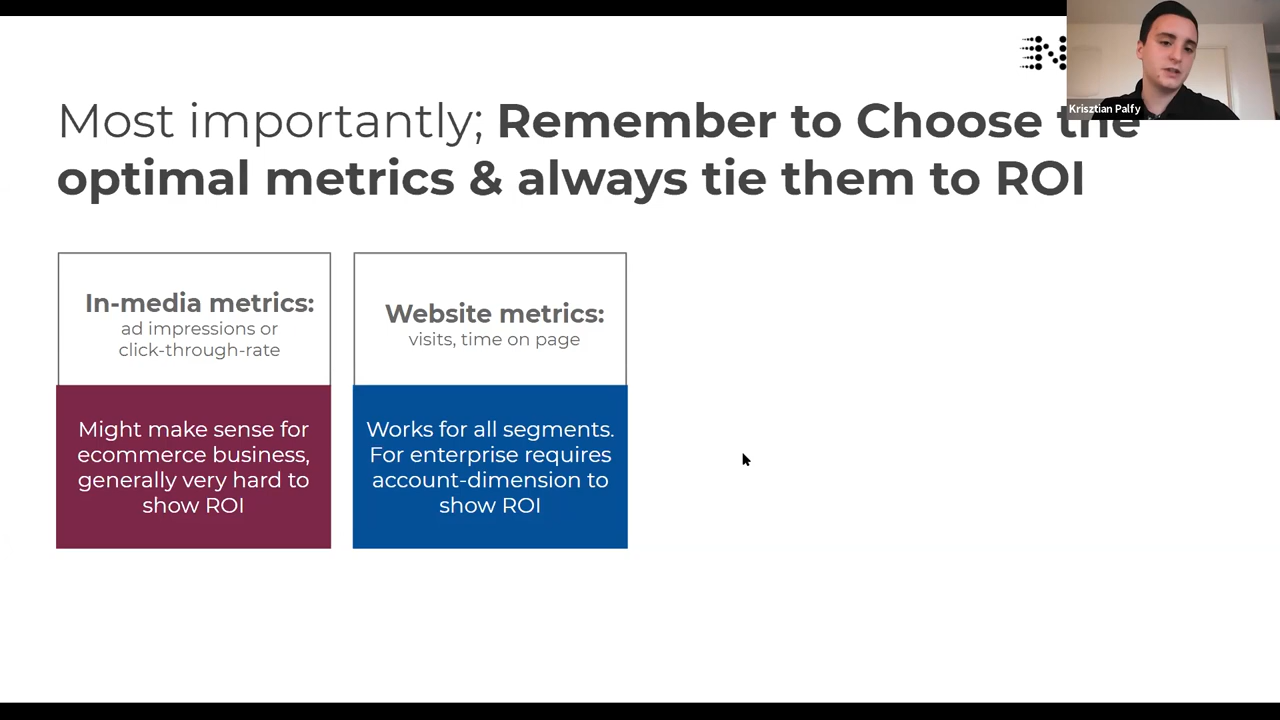 Krisztian Palfy
Most importantly; Remember to Choose the
optimal metrics & always tie them to ROI
In-media metrics:
ad impressions or
click-through-rate
Might make sense for
ecommerce business,
generally very hard to
show ROI
Website metrics:
visits, time on page
Works for all segments.
For enterprise requires
account-dimension to
show ROI